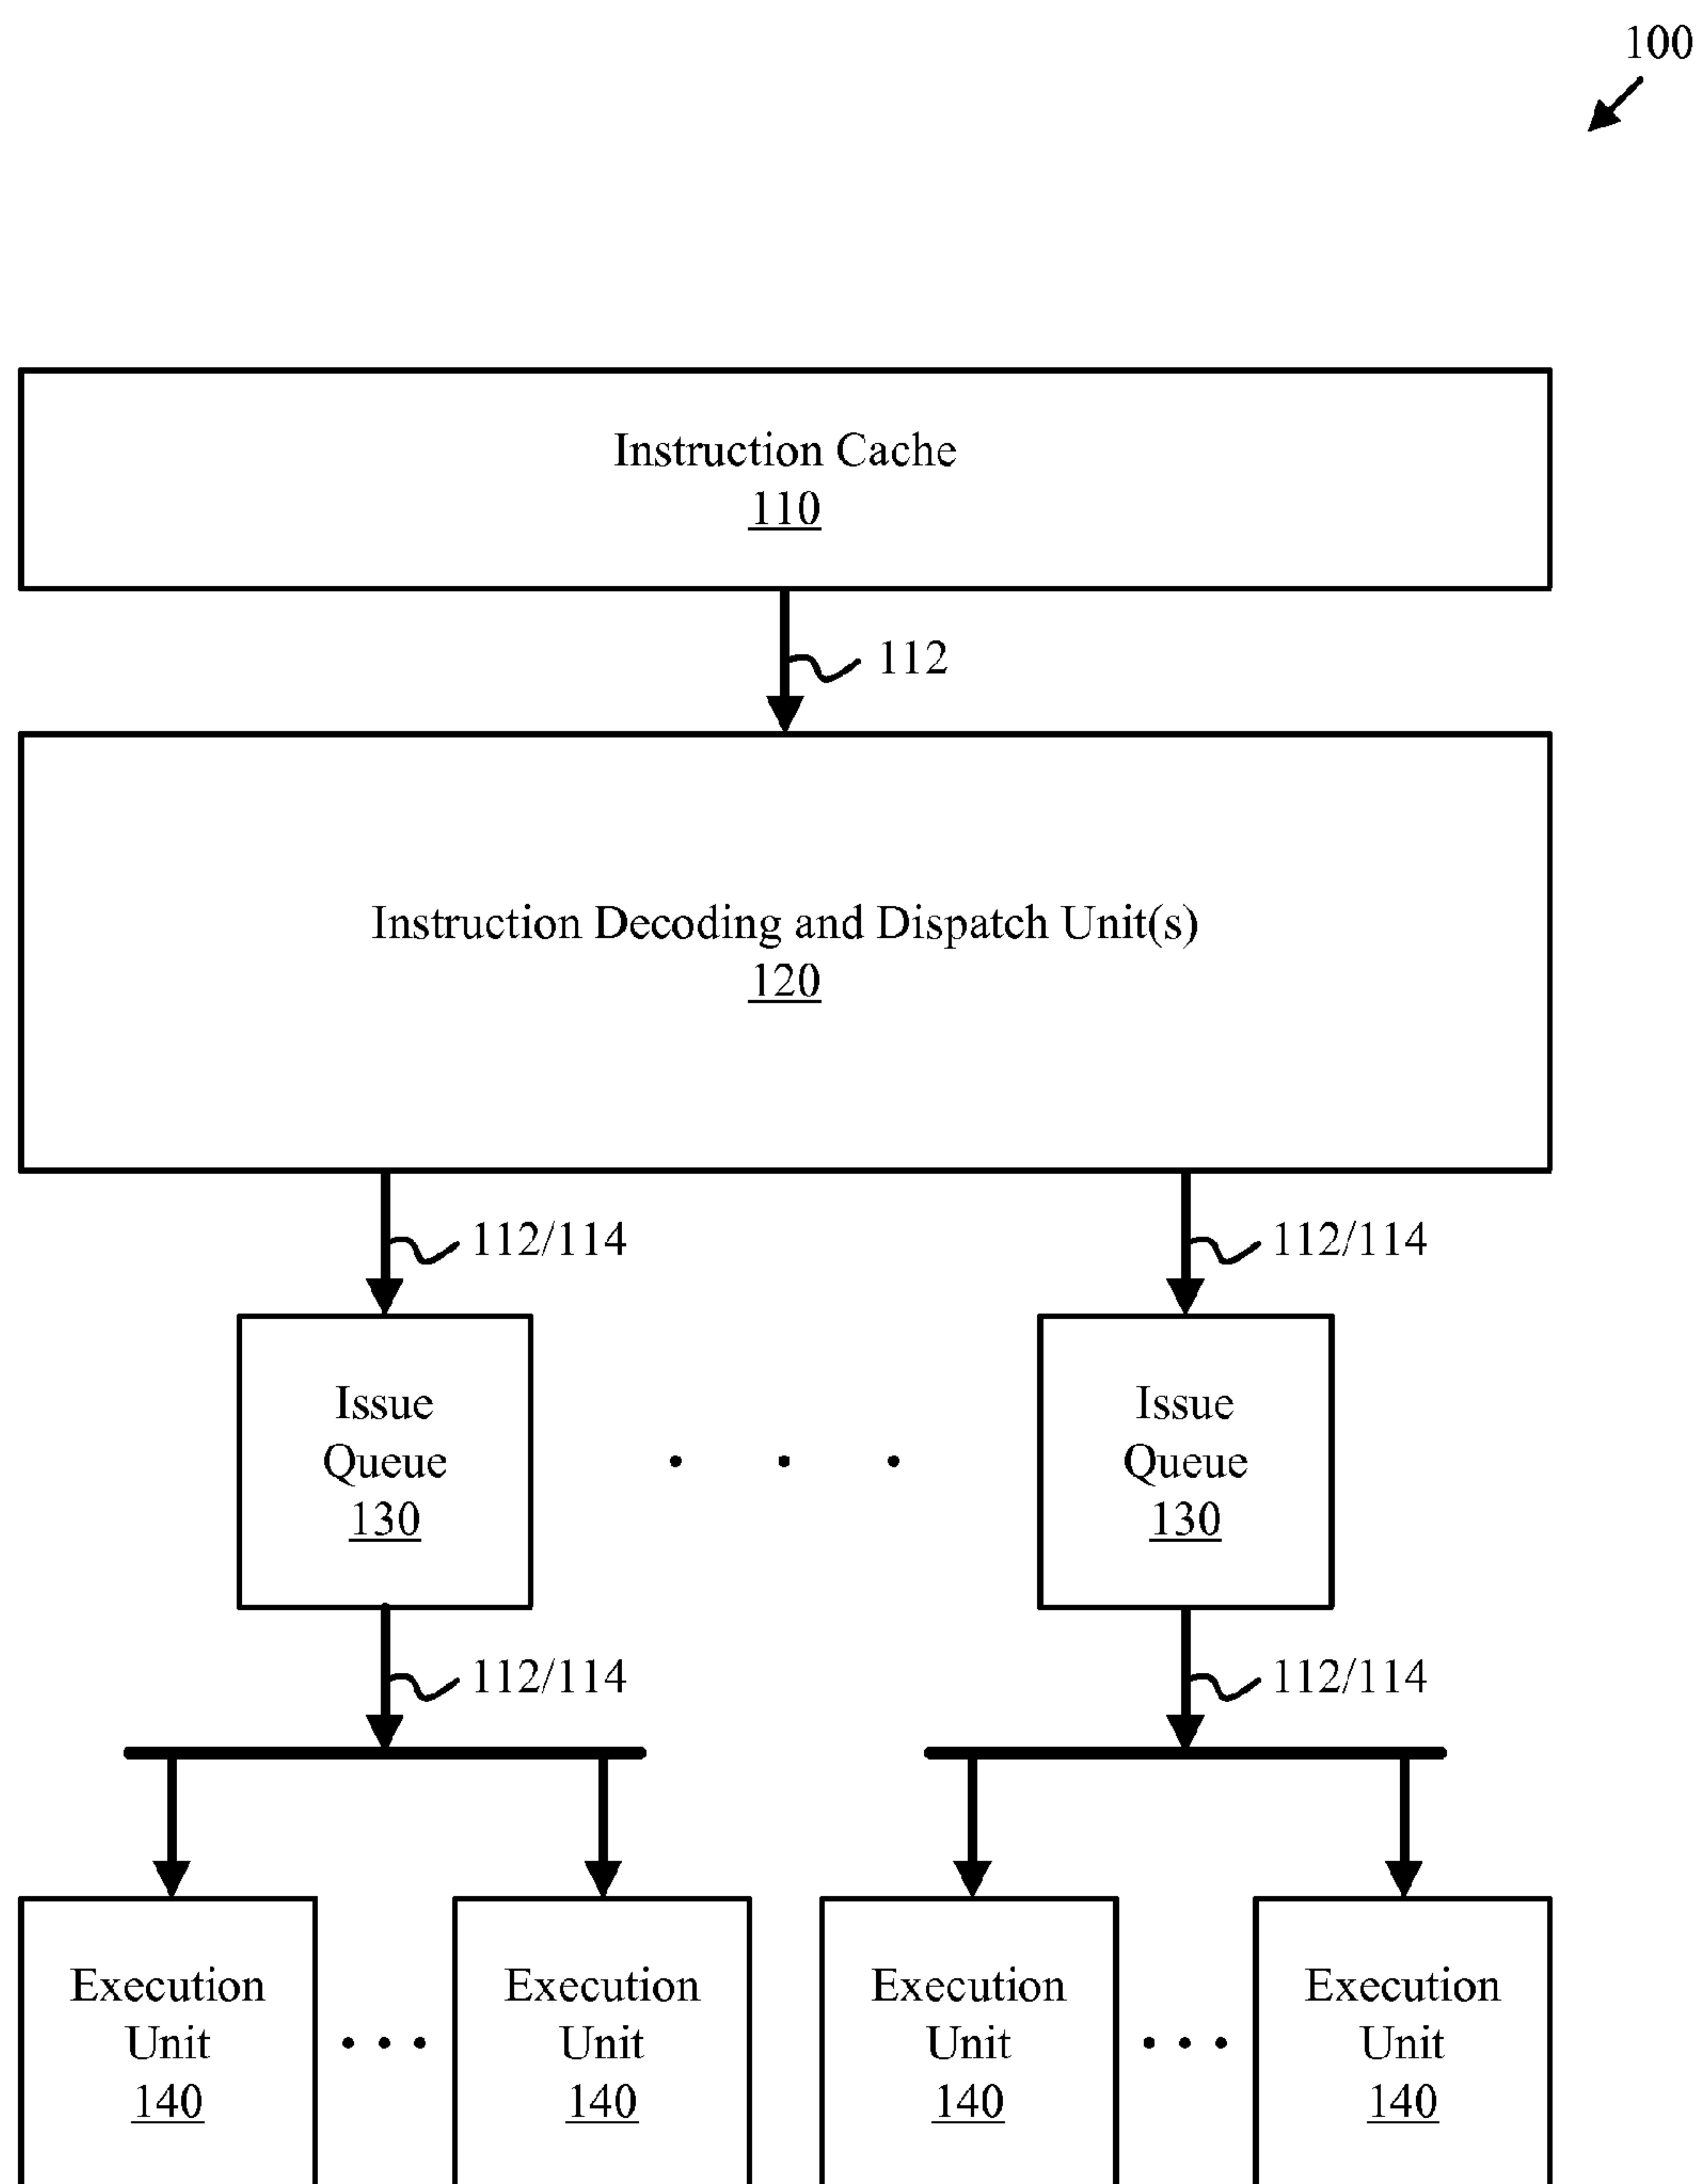 100
Instruction Cache
110
112
Instruction Decoding and Dispatch Unit(s)
120
112/114
112/114
Issue
Queue
130
Issue
Queue
130
112/114
112/114
Execution
Unit
140
Execution
Unit
140
Execution
Unit
140
Execution
Unit
140